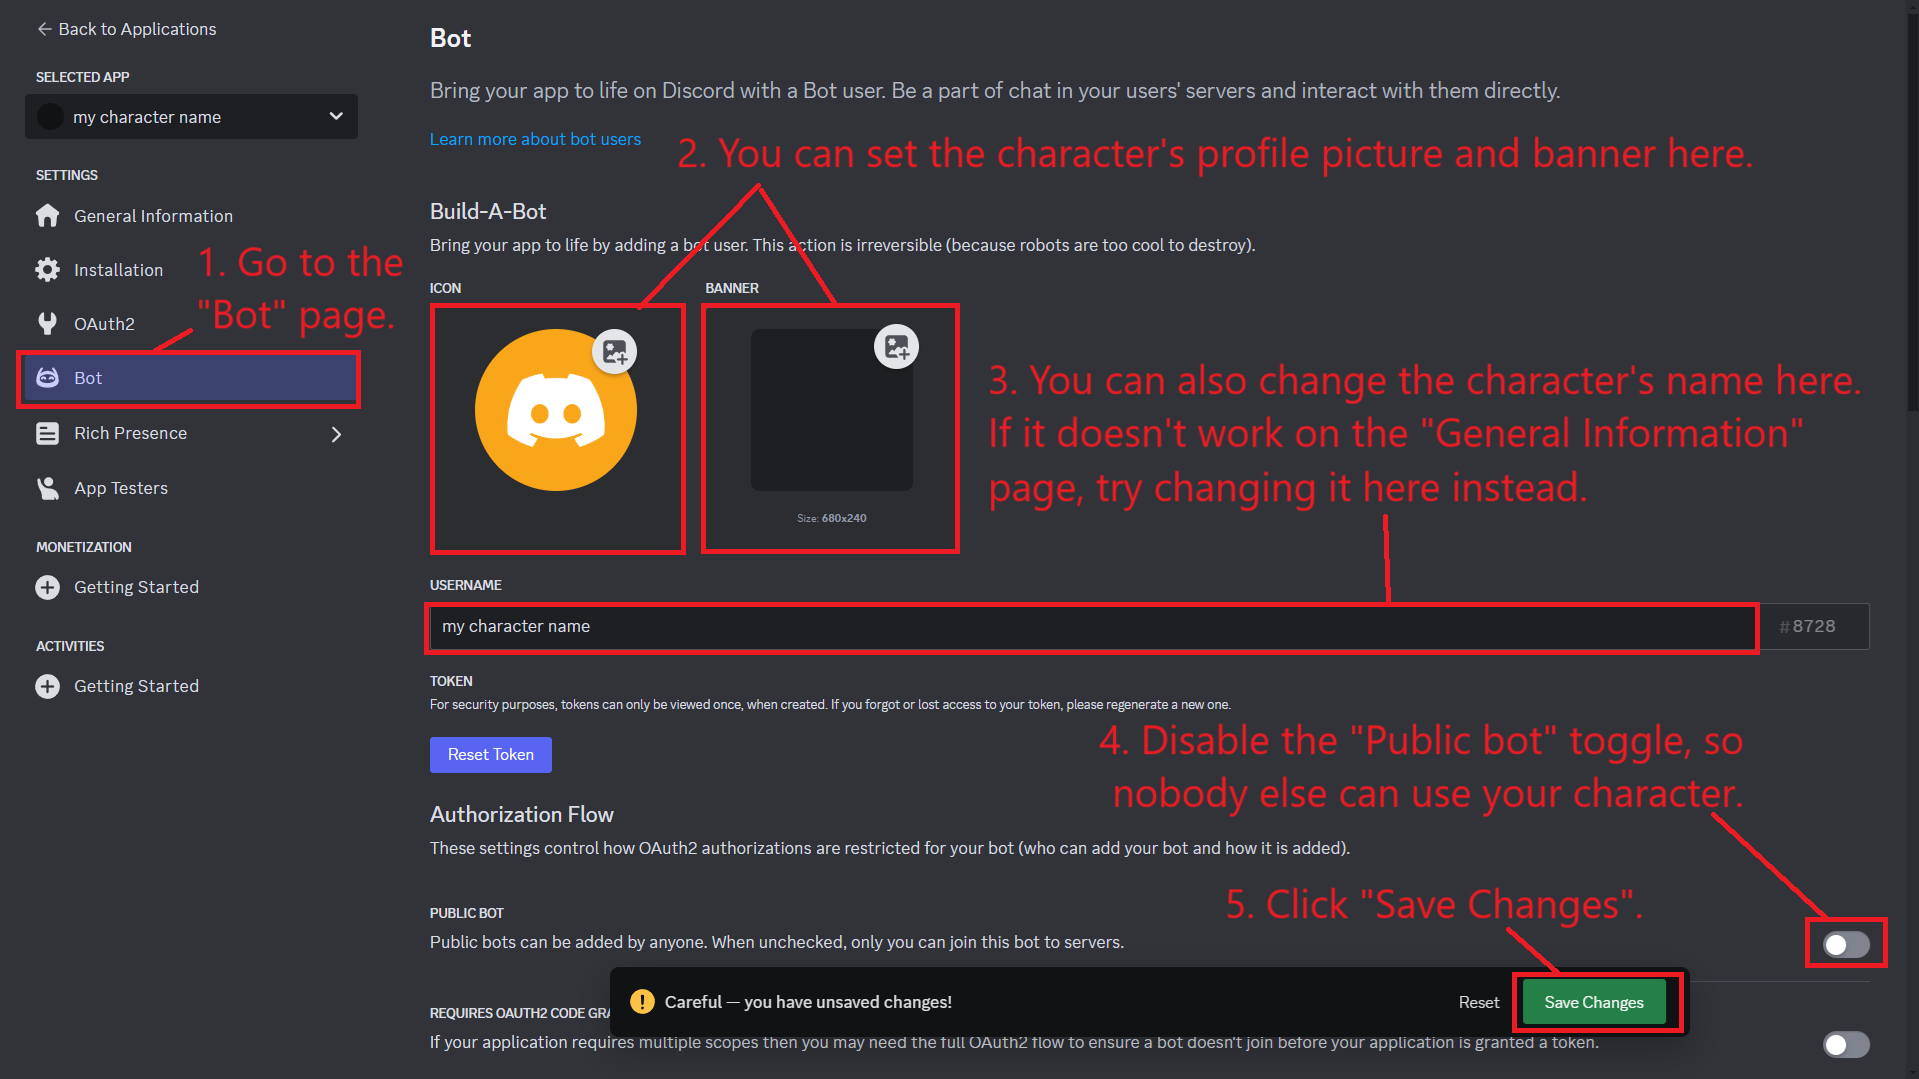 Back to Applications
SELECTED APP
my character name
SETTINGS
General Information
Installation
OAuth2
Bot
Rich Presence
App Testers
MONETIZATION
Getting Started
ACTIVITIES
Getting Started
1. Go to the
"Bot" page.
Bot
Bring your app to life on Discord with a Bot user. Be a part of chat in your users' servers and interact with them directly.
Learn more about bot users
2. You can set the character's profile picture and banner here.
Build-A-Bot
Bring your app to life by adding a bot user. This action is irreversible (because robots are too cool to destroy).
ICON
BANNER
Size: 680x240
3. You can also change the character's name here.
If it doesn't work on the "General Information"
page, try changing it here instead.
USERNAME
my character name
#8728
TOKEN
For security purposes, tokens can only be viewed once, when created. If you forgot or lost access to your token, please regenerate a new one.
Reset Token
4. Disable the "Public bot" toggle, so
nobody else can use your character.
Authorization Flow
These settings control how OAuth2 authorizations are restricted for your bot (who can add your bot and how it is added).
5. Click "Save Changes".
PUBLIC BOT
Public bots can be added by anyone. When unchecked, only you can join this bot to servers.
Careful — you have unsaved changes!
Reset
Save Changes
REQUIRES OAUTH2 CODE GRA
If your application requires multiple scopes then you may need the full OAuth2 flow to ensure a bot doesn't join before your application is granted a token.